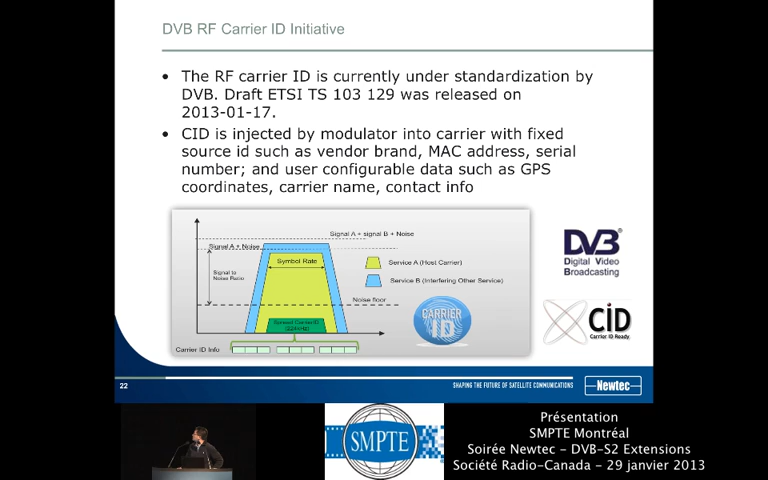 DVB RF Carrier ID Initiative
• The RF carrier ID is currently under standardization by
DVB. Draft ETSI TS 103 129 was released on
2013-01-17.
• CID is injected by modulator into carrier with fixed
source id such as vendor brand, MAC address, serial
number; and user configurable data such as GPS
coordinates, carrier name, contact info
Signal A + signal B + Noise
Signal A + Noise
Symbol Rate
Service A (Host Carrier)
Signal to
Noise Ratio
Service B (Interfering Other Service)
Noise floor
CARRIER
ID
Carrier ID Info
DVB®
Digital Video
Broadcasting
CiD
Carrier ID Ready.
22
SHAPING THE FUTURE OF SATELLITE COMMUNICATIONS
Newtec
SMPTE
Présentation
SMPTE Montréal
Soirée Newtec - DVB-S2 Extensions
Société Radio-Canada - 29 janvier 2013